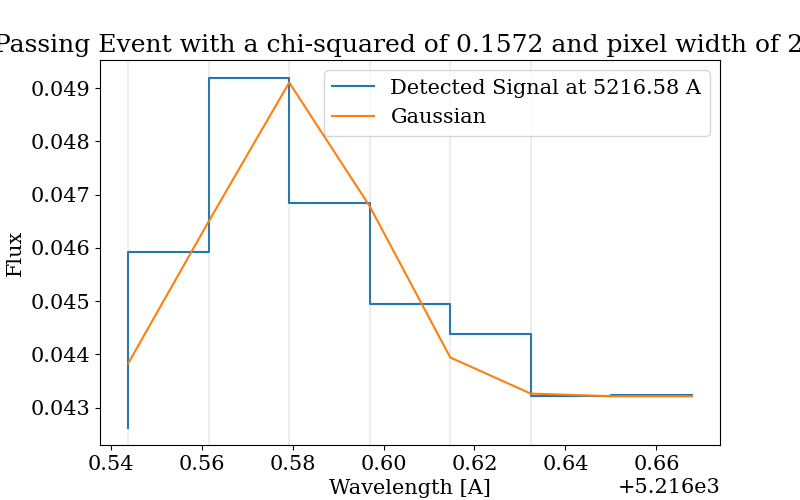 Passing Event with a chi-squared of 0.1572 and pixel width of 2
Detected Signal at 5216.58 A
Gaussian
Flux
0.049
0.048
0.047
0.046
0.045
0.044
0.043
0.54 0.56 0.58 0.60 0.62 0.64 0.66
+5.216e3
Wavelength [A]